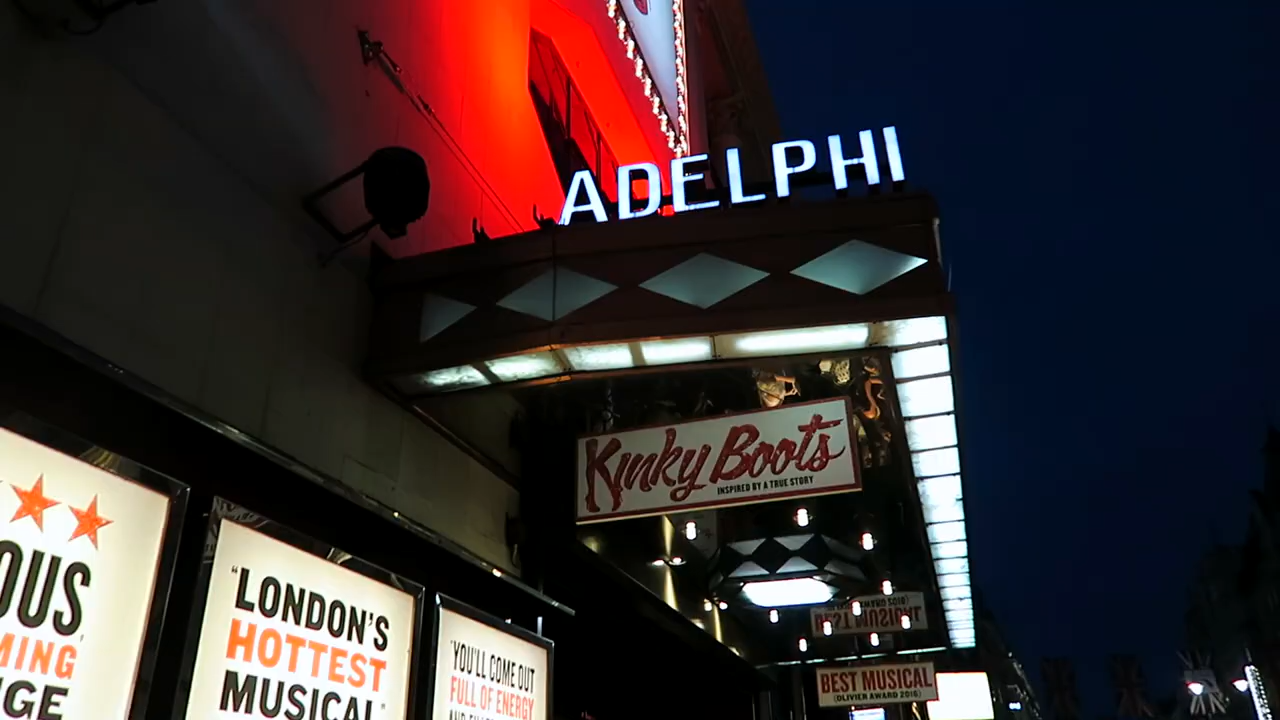 ADELPHI
Kinky Boots
INSPIRED BY A TRUE STORY
BEST MUSICAL
(OLIVIER AWARD 2016)
OUS
MING
GE
"LONDON'S
HOTTEST
MUSICAL"
"YOU'LL COME OUT
FULL OF ENERGY